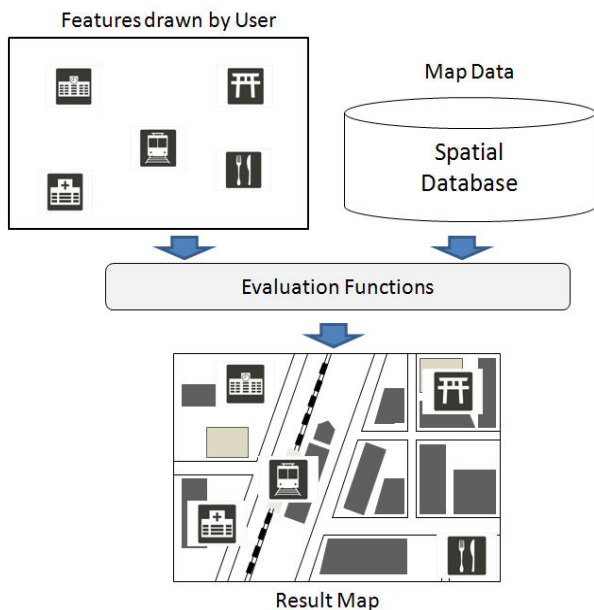 Features drawn by User
Map Data
Spatial
Database
Evaluation Functions
Result Map